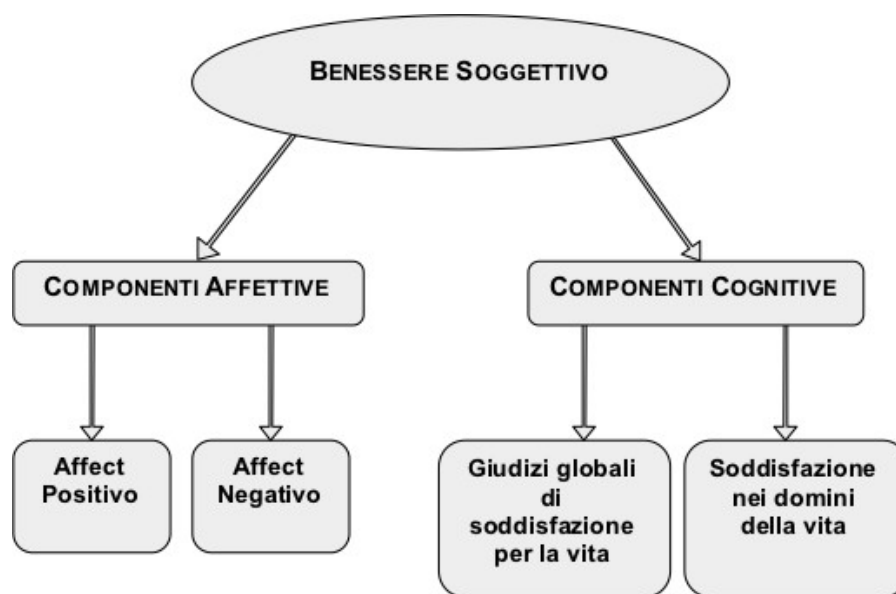 BENESSERE SOGGETTIVO
COMPONENTI AFFETTIVE
COMPONENTI COGNITIVE
Affect
Positivo
Affect
Negativo
Giudizi globali
di
soddisfazione
per la vita
Soddisfazione
nei domini
della vita